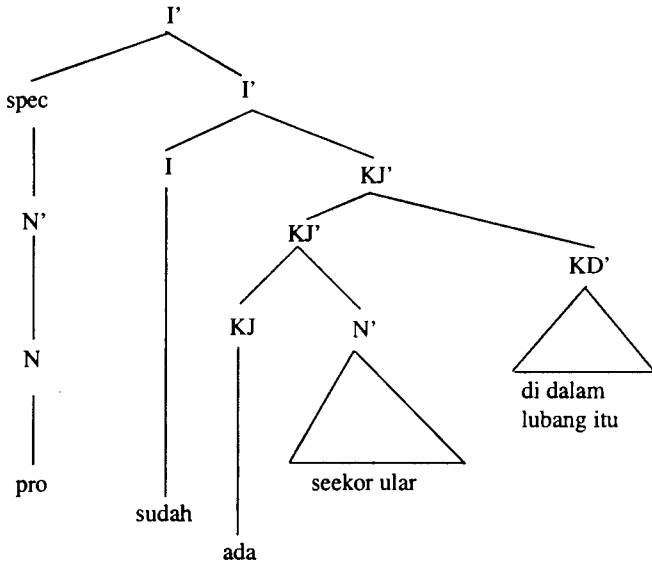 I'
spec
I'
I
KJ'
N'
KJ'
KD'
KJ
N'
N
di dalam
lubang itu
pro
seekor ular
sudah
ada